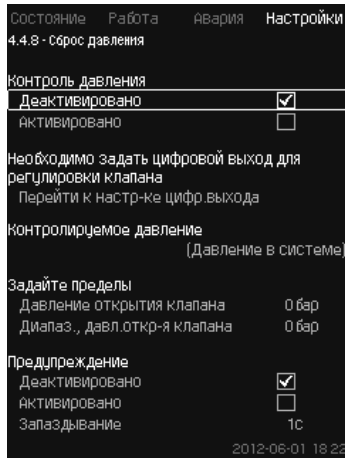 Состояние Работа Авария Настройки
4.4.8 - Сброс давления
Контроль давления
Деактивировано
Активировано
Необходимо задать цифровой выход для
регулировки клапана
Перейти к настр-ке цифр.выхода
Контролируемое давление
(Давление в системе)
Задайте пределы
Давление открытия клапана 0 бар
Диапаз., давл.откр-я клапана 0 бар
Предупреждение
Деактивировано
Активировано
Запаздывание 1с
2012-06-01 18:22